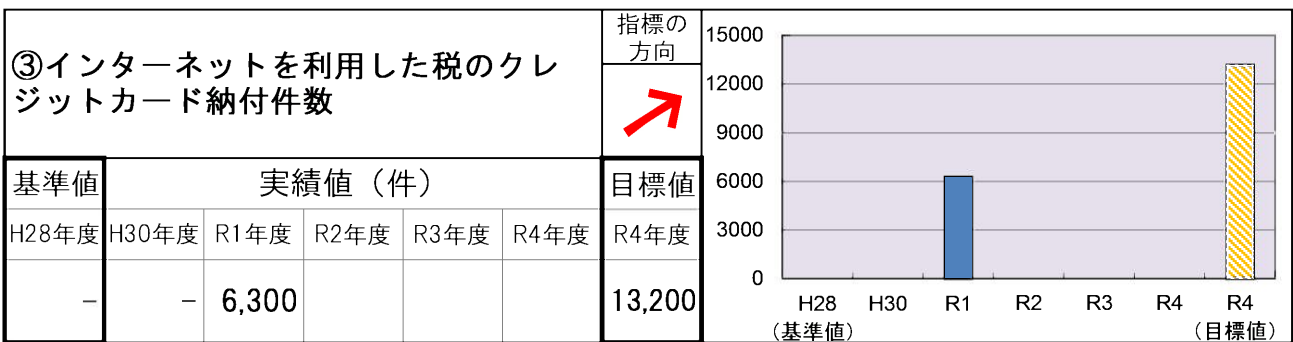 ③インターネットを利用した税のクレ
ジットカード納付件数
指標の
方向
基準値 実績値（件） 目標値
H28年度 H30年度 R1年度 R2年度 R3年度 R4年度 R4年度
－ － 6,300 13,200
15000
12000
9000
6000
3000
0
H28 H30 R1 R2 R3 R4 R4
（基準値） （目標値）